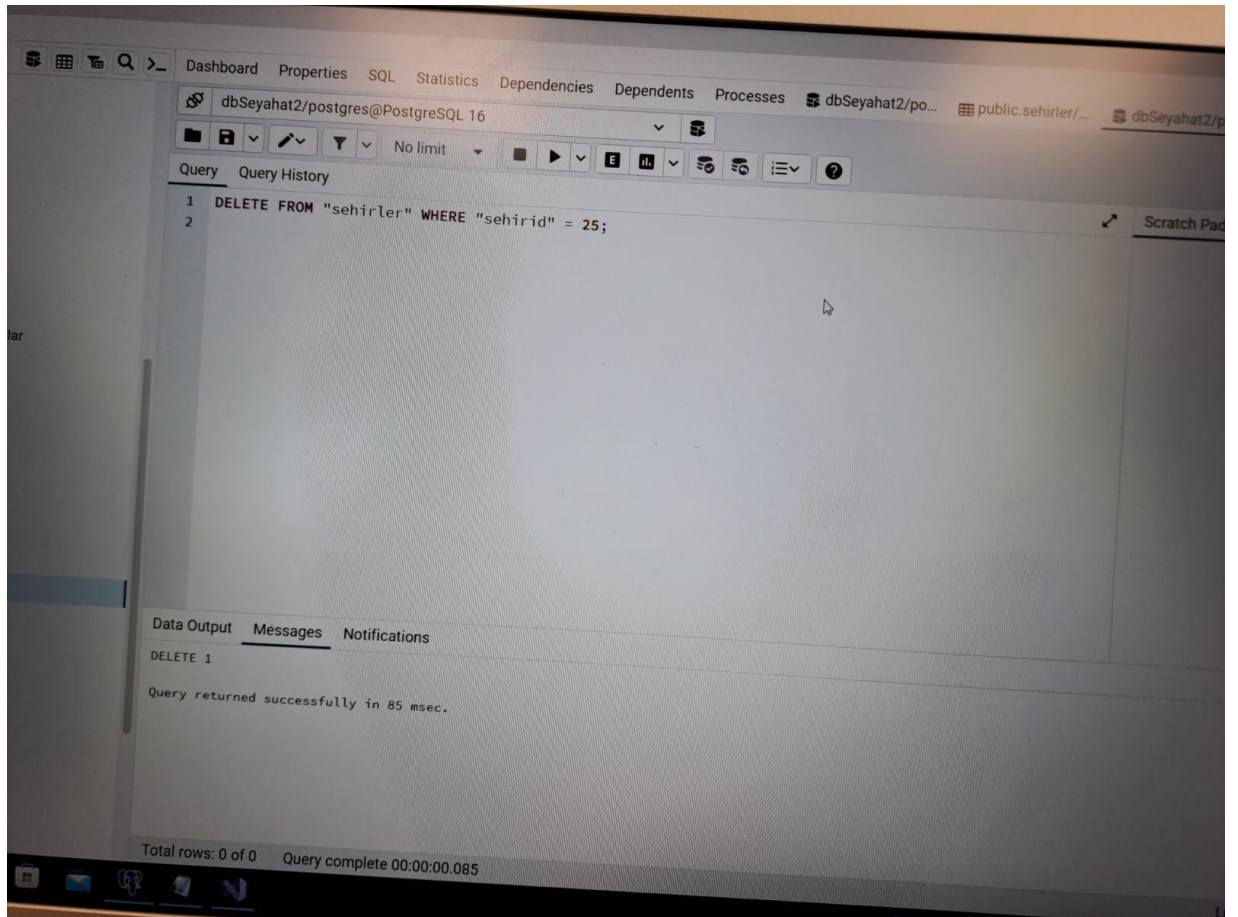 Dashboard Properties SQL Statistics Dependencies Dependents Processes dbSeyahat2/po... public.sehirler/... dbSeyahat2/p
dbSeyahat2/postgres@PostgreSQL 16
No limit
Query Query History
Scratch Pad
1 DELETE FROM "sehirler" WHERE "sehirid" = 25;
2
lar
Data Output Messages Notifications
DELETE 1
Query returned successfully in 85 msec.
Total rows: 0 of 0 Query complete 00:00:00.085